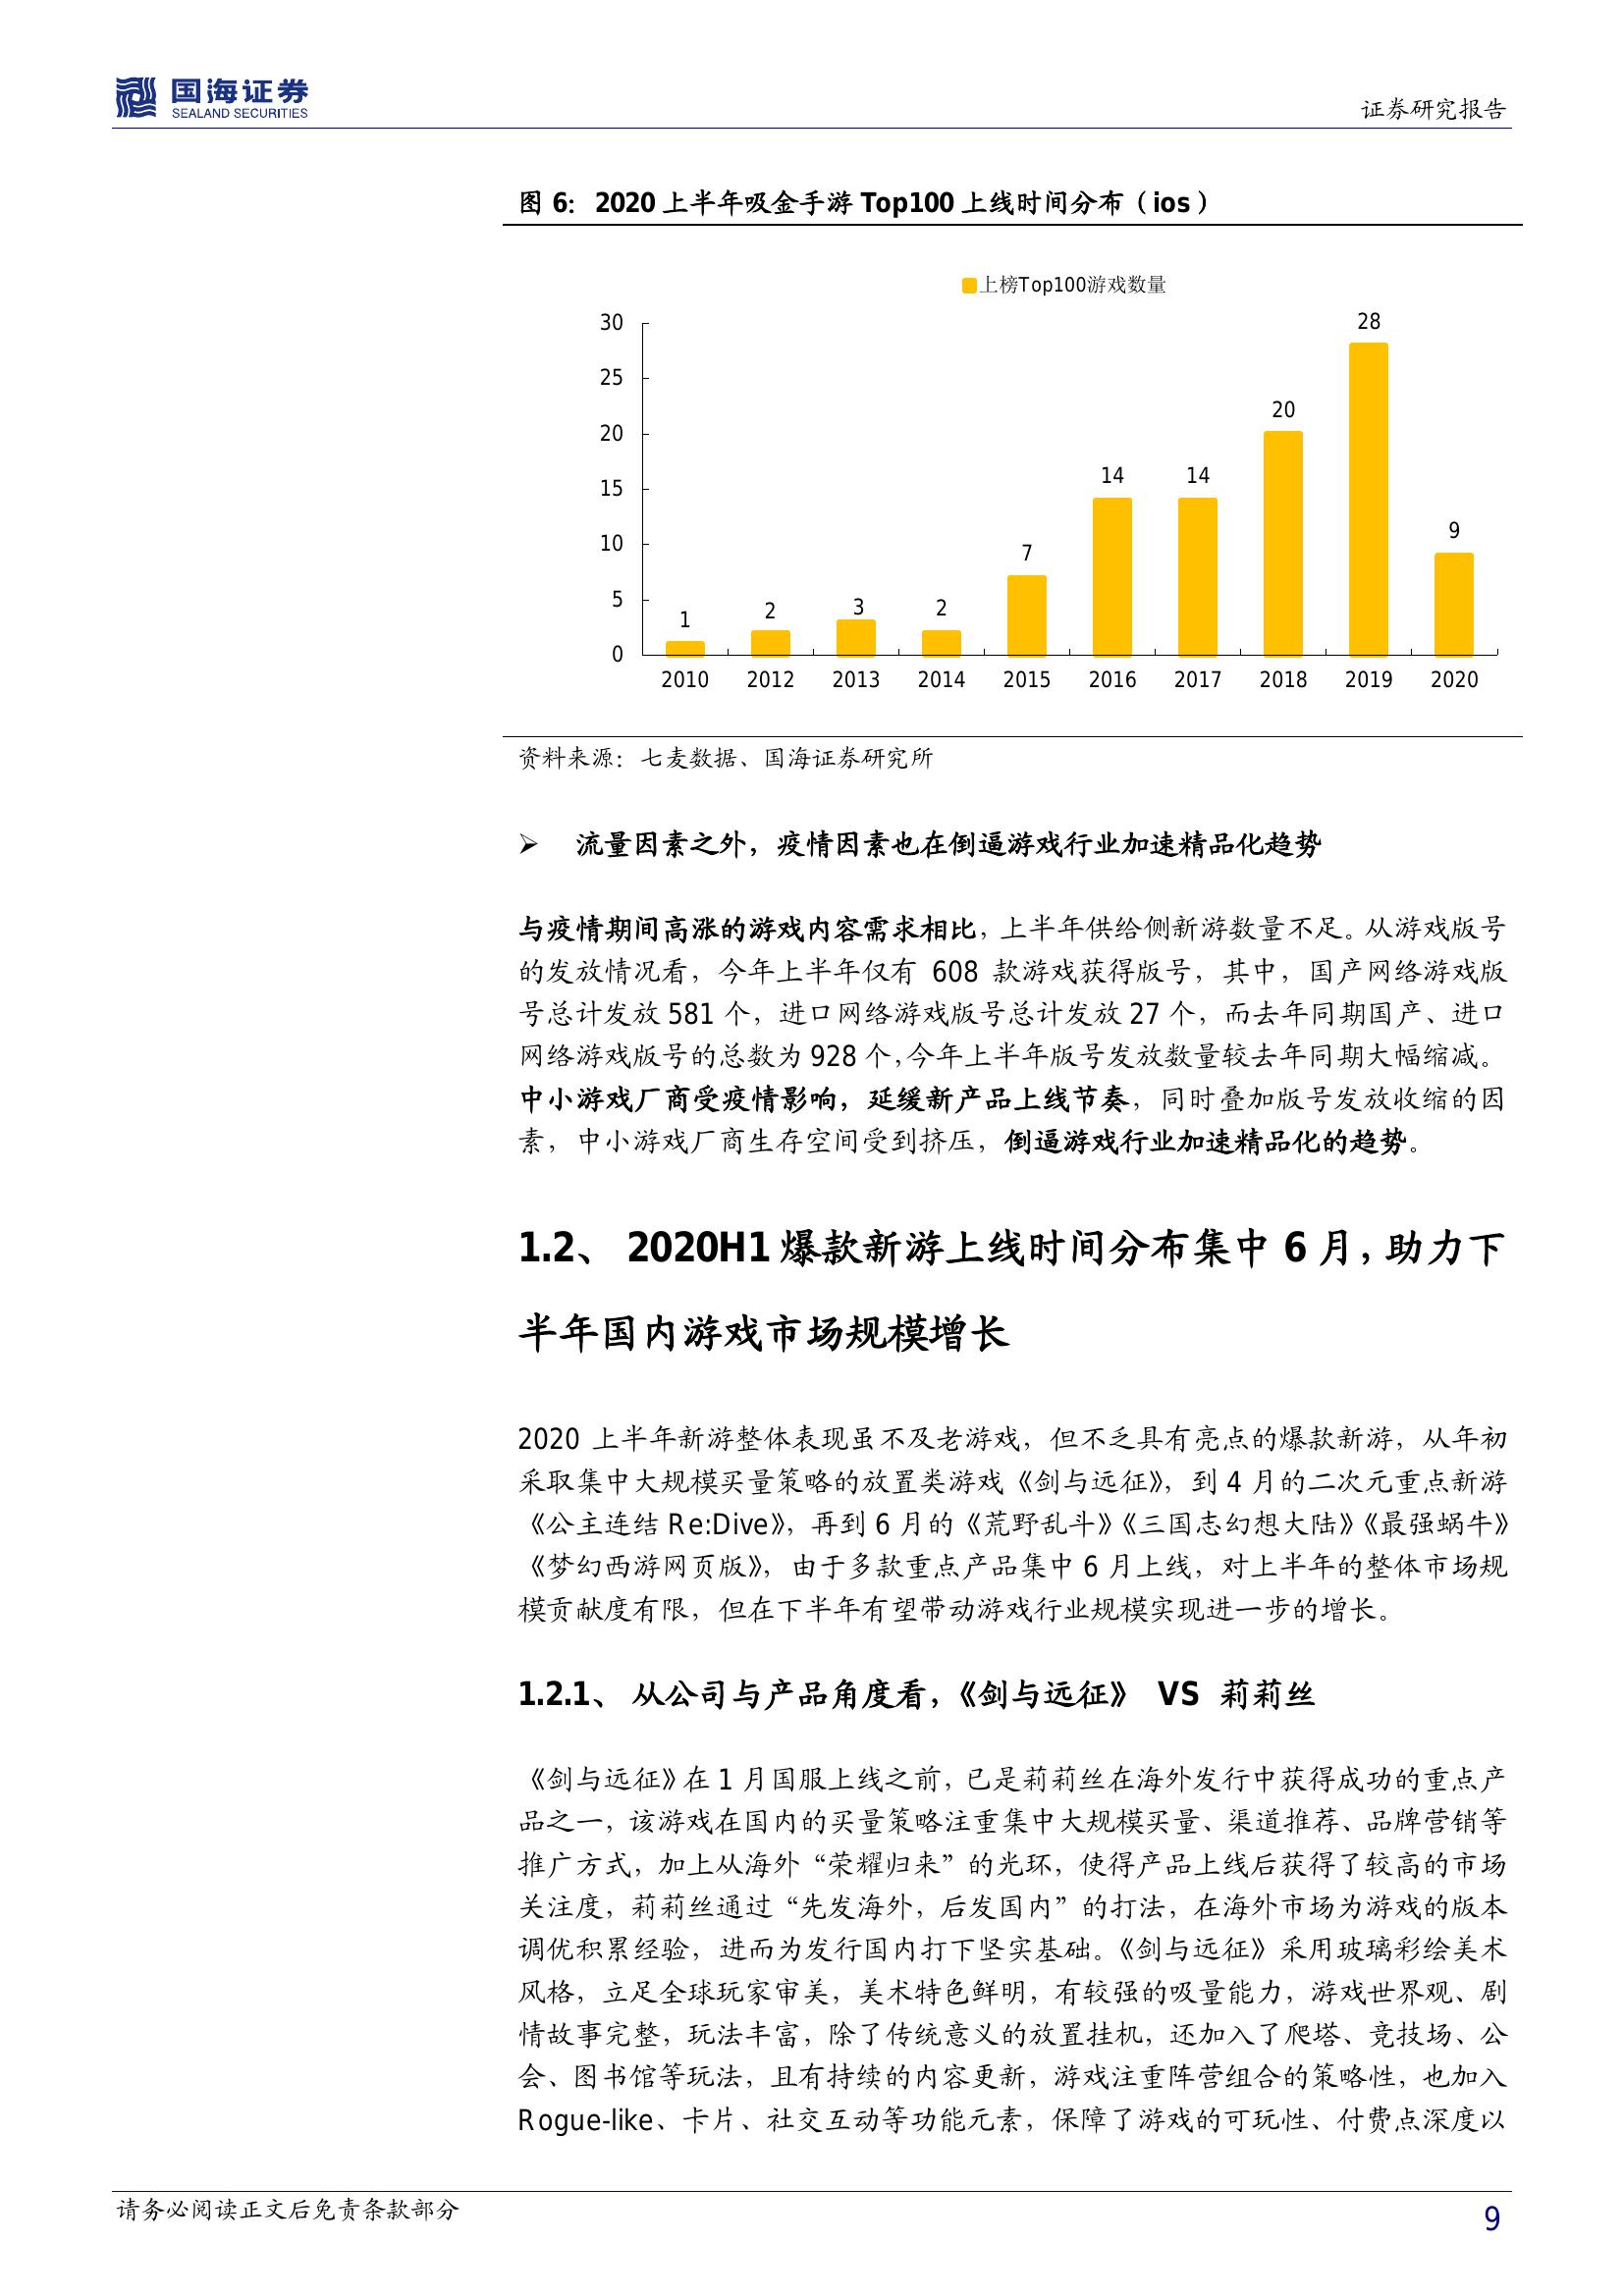 国海证券
SEALAND SECURITIES
证券研究报告
图 6：2020 上半年吸金手游 Top100 上线时间分布（ios）
上榜Top100游戏数量
30
25
20
15
10
5
0
1
2
3
2
7
14
14
20
28
9
2010 2012 2013 2014 2015 2016 2017 2018 2019 2020
资料来源：七麦数据、国海证券研究所
➢ 流量因素之外，疫情因素也在倒逼游戏行业加速精品化趋势
与疫情期间高涨的游戏内容需求相比，上半年供给侧新游数量不足。从游戏版号
的发放情况看，今年上半年仅有 608 款游戏获得版号，其中，国产网络游戏版
号总计发放 581 个，进口网络游戏版号总计发放 27 个，而去年同期国产、进口
网络游戏版号的总数为 928 个，今年上半年版号发放数量较去年同期大幅缩减。
中小游戏厂商受疫情影响，延缓新产品上线节奏，同时叠加版号发放收缩的因
素，中小游戏厂商生存空间受到挤压，倒逼游戏行业加速精品化的趋势。
1.2、 2020H1 爆款新游上线时间分布集中 6 月，助力下
半年国内游戏市场规模增长
2020 上半年新游整体表现虽不及老游戏，但不乏具有亮点的爆款新游，从年初
采取集中大规模买量策略的放置类游戏《剑与远征》，到 4 月的二次元重点新游
《公主连结 Re:Dive》，再到 6 月的《荒野乱斗》《三国志幻想大陆》《最强蜗牛》
《梦幻西游网页版》，由于多款重点产品集中 6 月上线，对上半年的整体市场规
模贡献度有限，但在下半年有望带动游戏行业规模实现进一步的增长。
1.2.1、 从公司与产品角度看，《剑与远征》 VS 莉莉丝
《剑与远征》在 1 月国服上线之前，已是莉莉丝在海外发行中获得成功的重点产
品之一，该游戏在国内的买量策略注重集中大规模买量、渠道推荐、品牌营销等
推广方式，加上从海外“荣耀归来”的光环，使得产品上线后获得了较高的市场
关注度，莉莉丝通过“先发海外，后发国内”的打法，在海外市场为游戏的版本
调优积累经验，进而为发行国内打下坚实基础。《剑与远征》采用玻璃彩绘美术
风格，立足全球玩家审美，美术特色鲜明，有较强的吸量能力，游戏世界观、剧
情故事完整，玩法丰富，除了传统意义的放置挂机，还加入了爬塔、竞技场、公
会、图书馆等玩法，且有持续的内容更新，游戏注重阵营组合的策略性，也加入
Rogue-like、卡片、社交互动等功能元素，保障了游戏的可玩性、付费点深度以
请务必阅读正文后免责条款部分
9